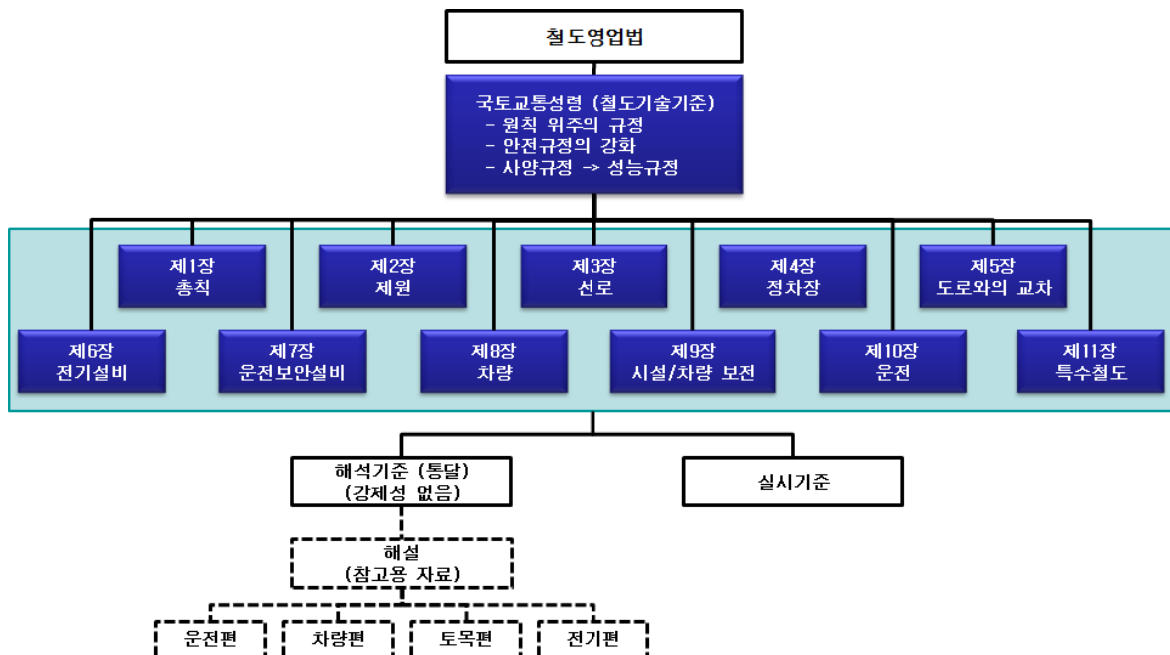 철도영업법
국토교통성령 (철도기술기준)
- 원칙 위주의 규정
- 안전규정의 강화
- 사양규정 → 성능규정
제1장
총칙
제2장
제원
제3장
선로
제4장
정차장
제5장
도로와의 교차
제6장
전기설비
제7장
운전보안설비
제8장
차량
제9장
시설/차량 보전
제10장
운전
제11장
특수철도
해석기준 (통달)
(강제성 없음)
실시기준
해설
(참고용 자료)
운전편
차량편
토목편
전기편